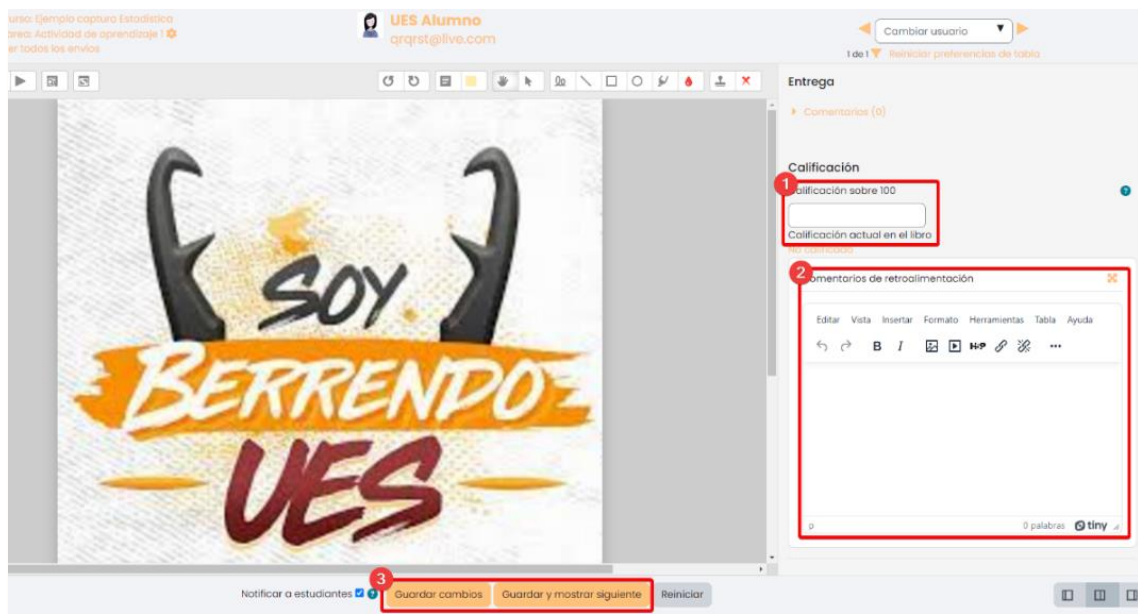 urso: Ejemplo capturo Estadística
area: Actividad de aprendizaje 1
er todos los envíos
UES Alumno
qrqrst@live.com
Cambiar usuario
1 de 1 Reiniciar preferencias de tabla
Entrega
Comentarios (0)
Calificación
1
alificación sobre 100
Calificación actual en el libro
No calificado
2
omentarios de retroalimentación
Editar Vista Insertar Formato Herramientas Tabla Ayuda
B I H-P
p 0 palabras tiny
SOY
BERRENDO
UES
3
Notificar a estudiantes Guardar cambios Guardar y mostrar siguiente Reiniciar